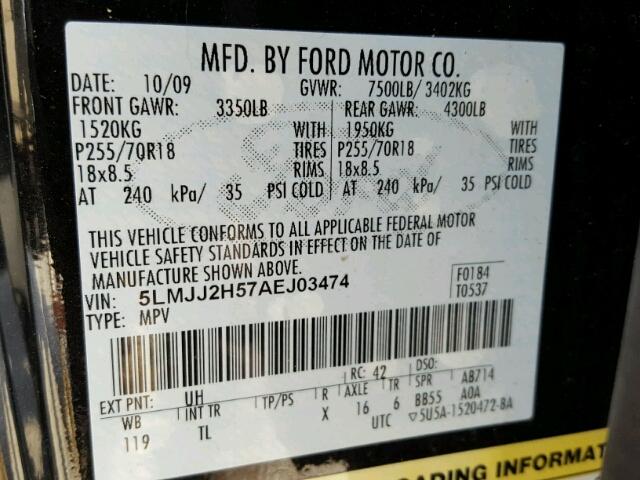 MFD. BY FORD MOTOR CO.
DATE: 10/09 GVWR: 7500LB/ 3402KG
FRONT GAWR: 3350LB REAR GAWR: 4300LB
1520KG WITH 1950KG WITH
P255/70R18 TIRES P255/70R18 TIRES
18x8.5 RIMS 18x8.5 RIMS
AT 240 kPa/ 35 PSI COLD AT 240 kPa/ 35 PSI COLD
THIS VEHICLE CONFORMS TO ALL APPLICABLE FEDERAL MOTOR
VEHICLE SAFETY STANDARDS IN EFFECT ON THE DATE OF
MANUFACTURE SHOWN ABOVE.
VIN: 5LMJJ2H57AEJ03474 F0184
TYPE: MPV T0537
EXT PNT: UH RC: 42 DSO:
WB INT TR TP/PS R AXLE TR SPR AB714
119 TL X 16 6 BB55 A0A
UTC ▽5U5A-1520472-BA
OADING INFORMAT